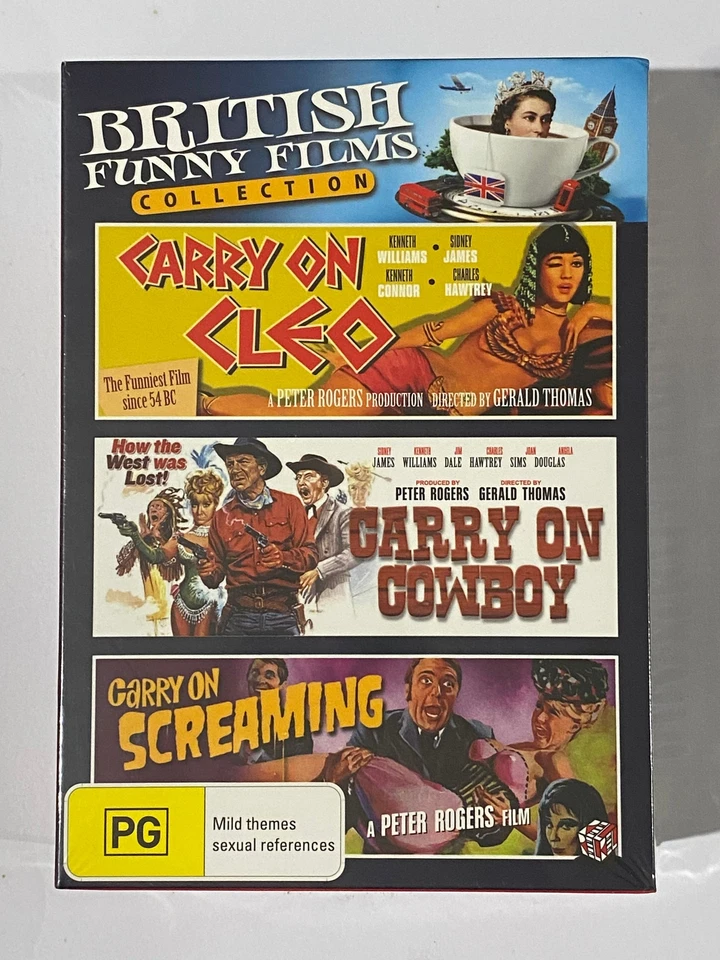 BRITISH
FUNNY FILMS
COLLECTION
CARRY ON
CLEO
KENNETH WILLIAMS • SIDNEY JAMES
KENNETH CONNOR • CHARLES HAWTREY
The Funniest Film
since 54 BC
A PETER ROGERS PRODUCTION DIRECTED BY GERALD THOMAS
How the
West was
Lost!
SIDNEY JAMES KENNETH WILLIAMS JIM DALE CHARLES HAWTREY JOAN SIMS ANGELA DOUGLAS
PRODUCED BY PETER ROGERS DIRECTED BY GERALD THOMAS
CARRY ON
COWBOY
CARRY ON
SCREAMING
A PETER ROGERS FILM
PG
Mild themes
sexual references